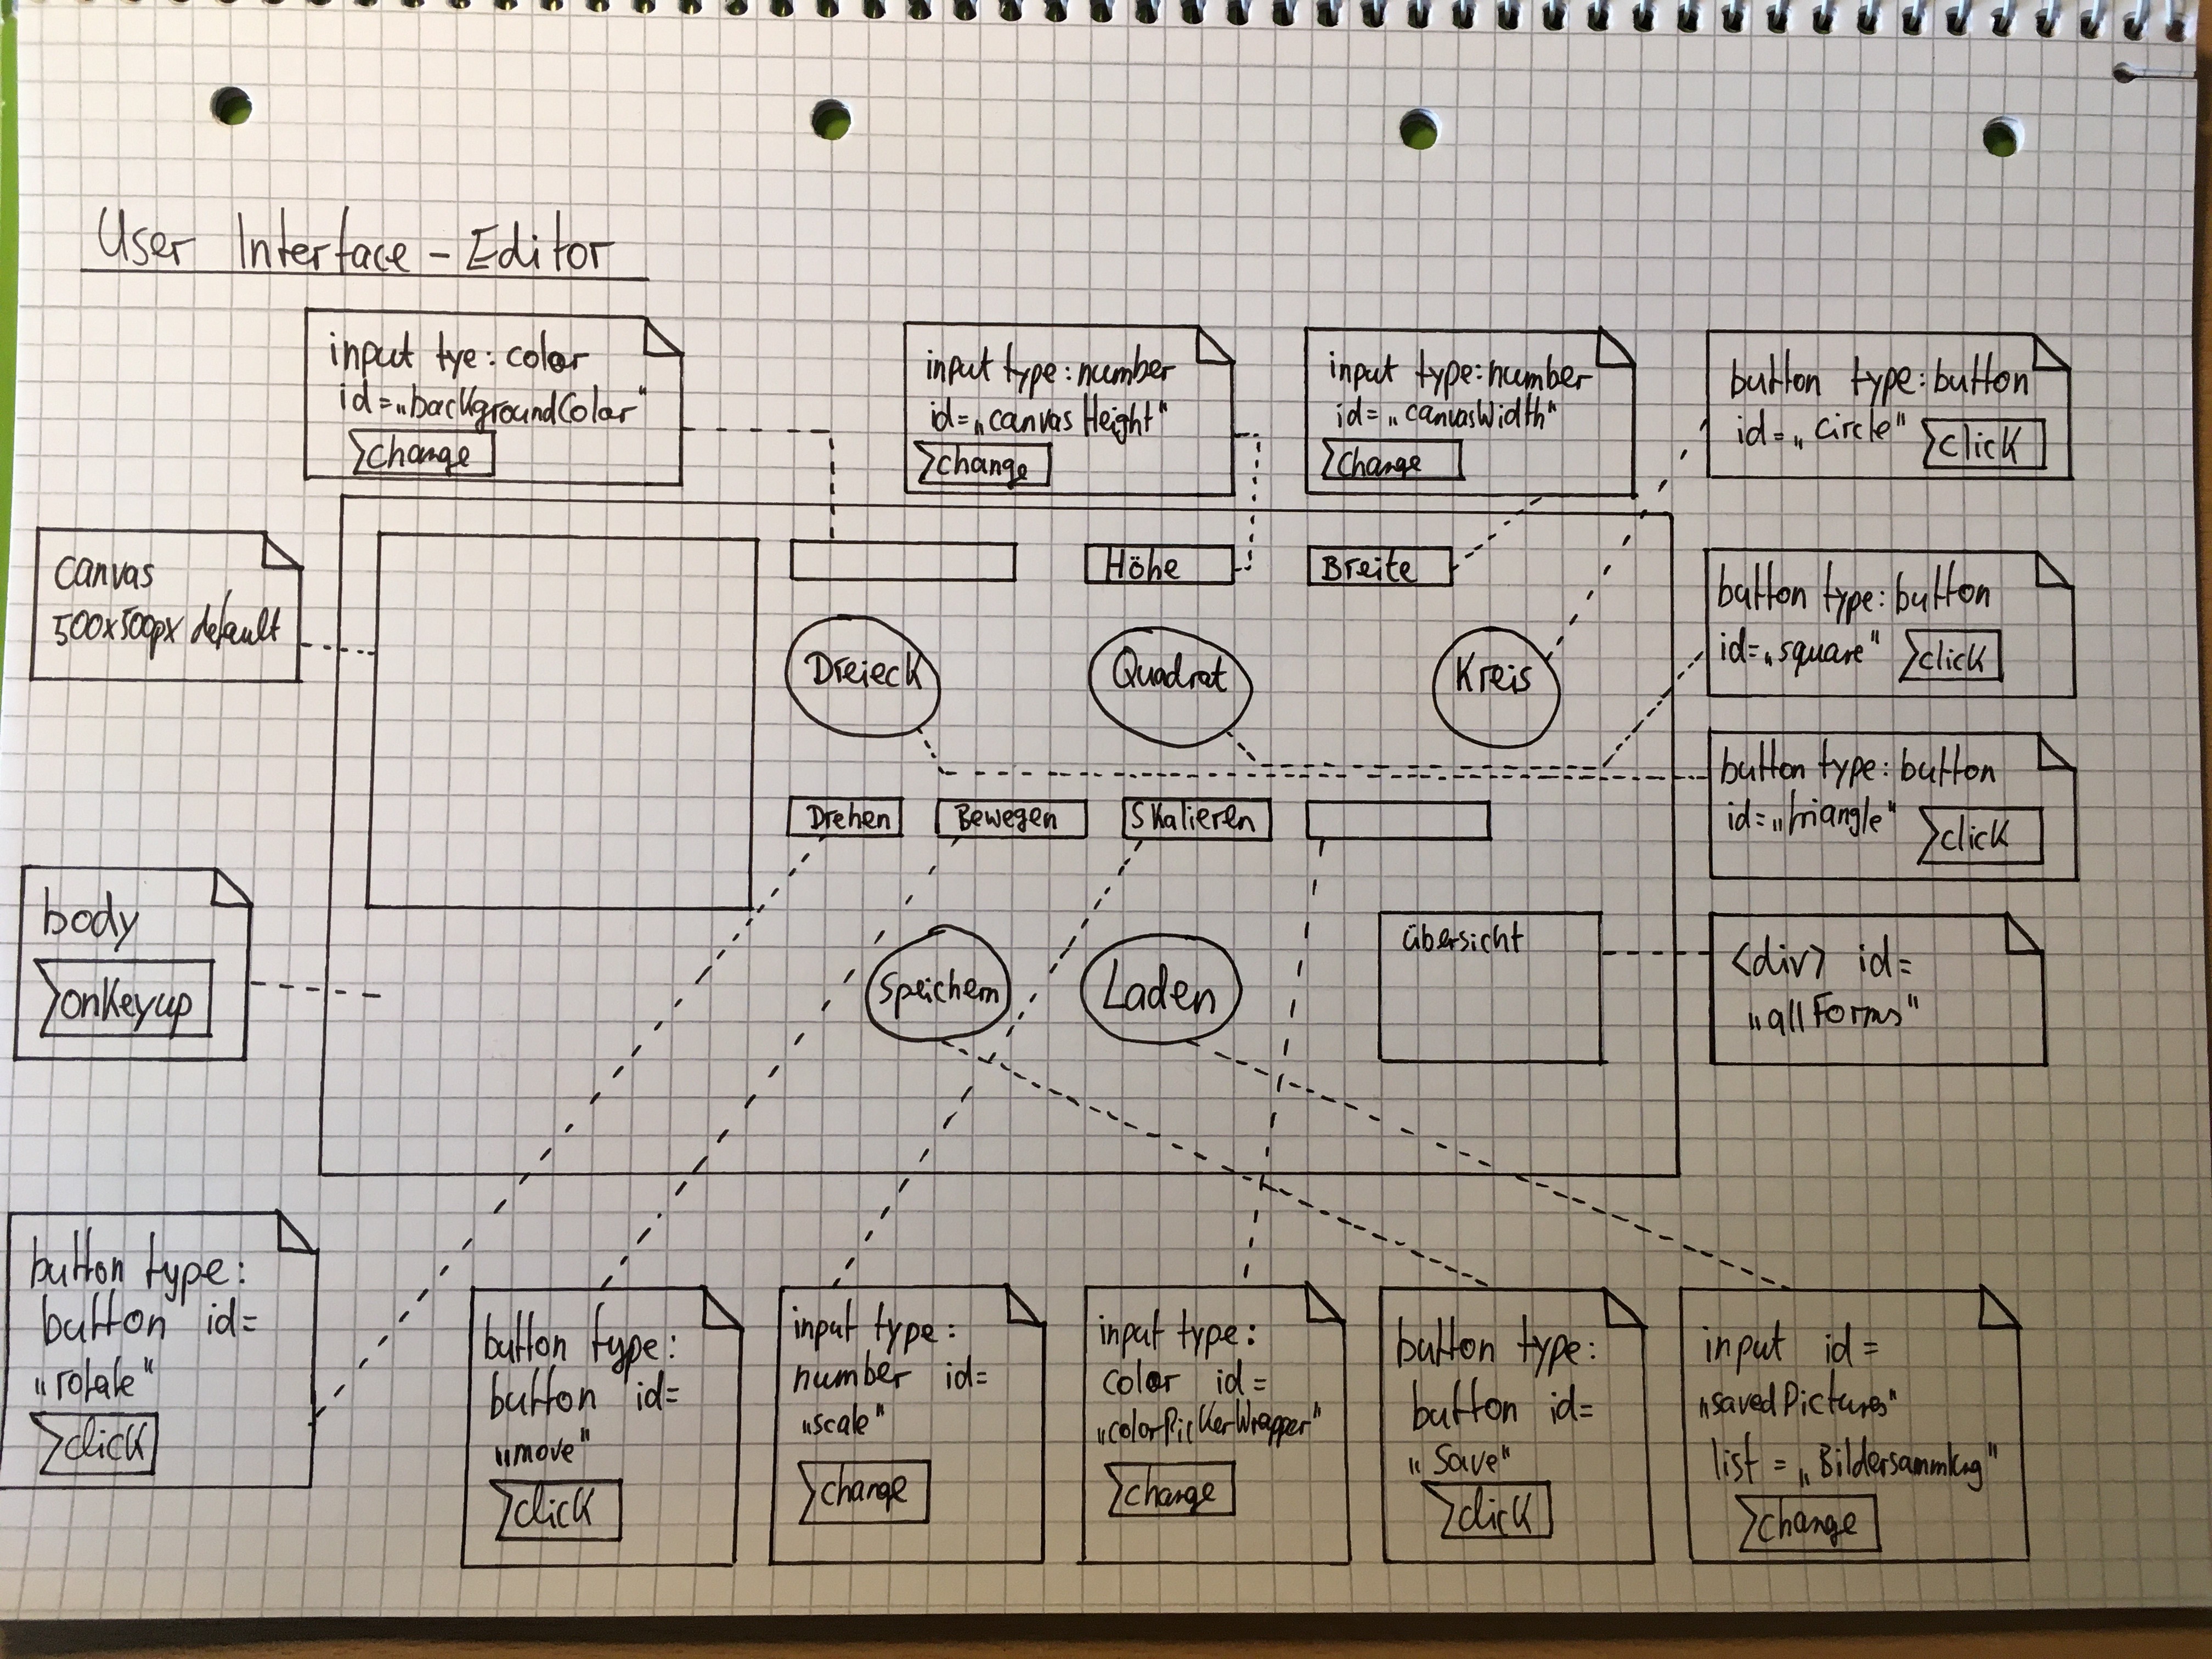 User Interface - Editor
input tye: color
id=„backgroundColor“
change
input type: number
id=„canvas Height“
change
input type: number
id=„canvasWidth“
change
button type: button
id=„circle“
click
canvas
500x500px default
body
onkeyup
button type:
button id=
„rotate“
click
Höhe
Breite
Dreieck
Quadrat
Kreis
Drehen
Bewegen
Skalieren
Speichern
Laden
übersicht
button type: button
id=„square“
click
button type: button
id=„triangle“
click
<div> id=
„allForms“
button type:
button id=
„move“
click
input type:
number id=
„scale“
change
input type:
color id=
„colorPickerWrapper“
change
button type:
button id=
„save“
click
input id=
„savedPictures“
list=„Bildersammlung“
change